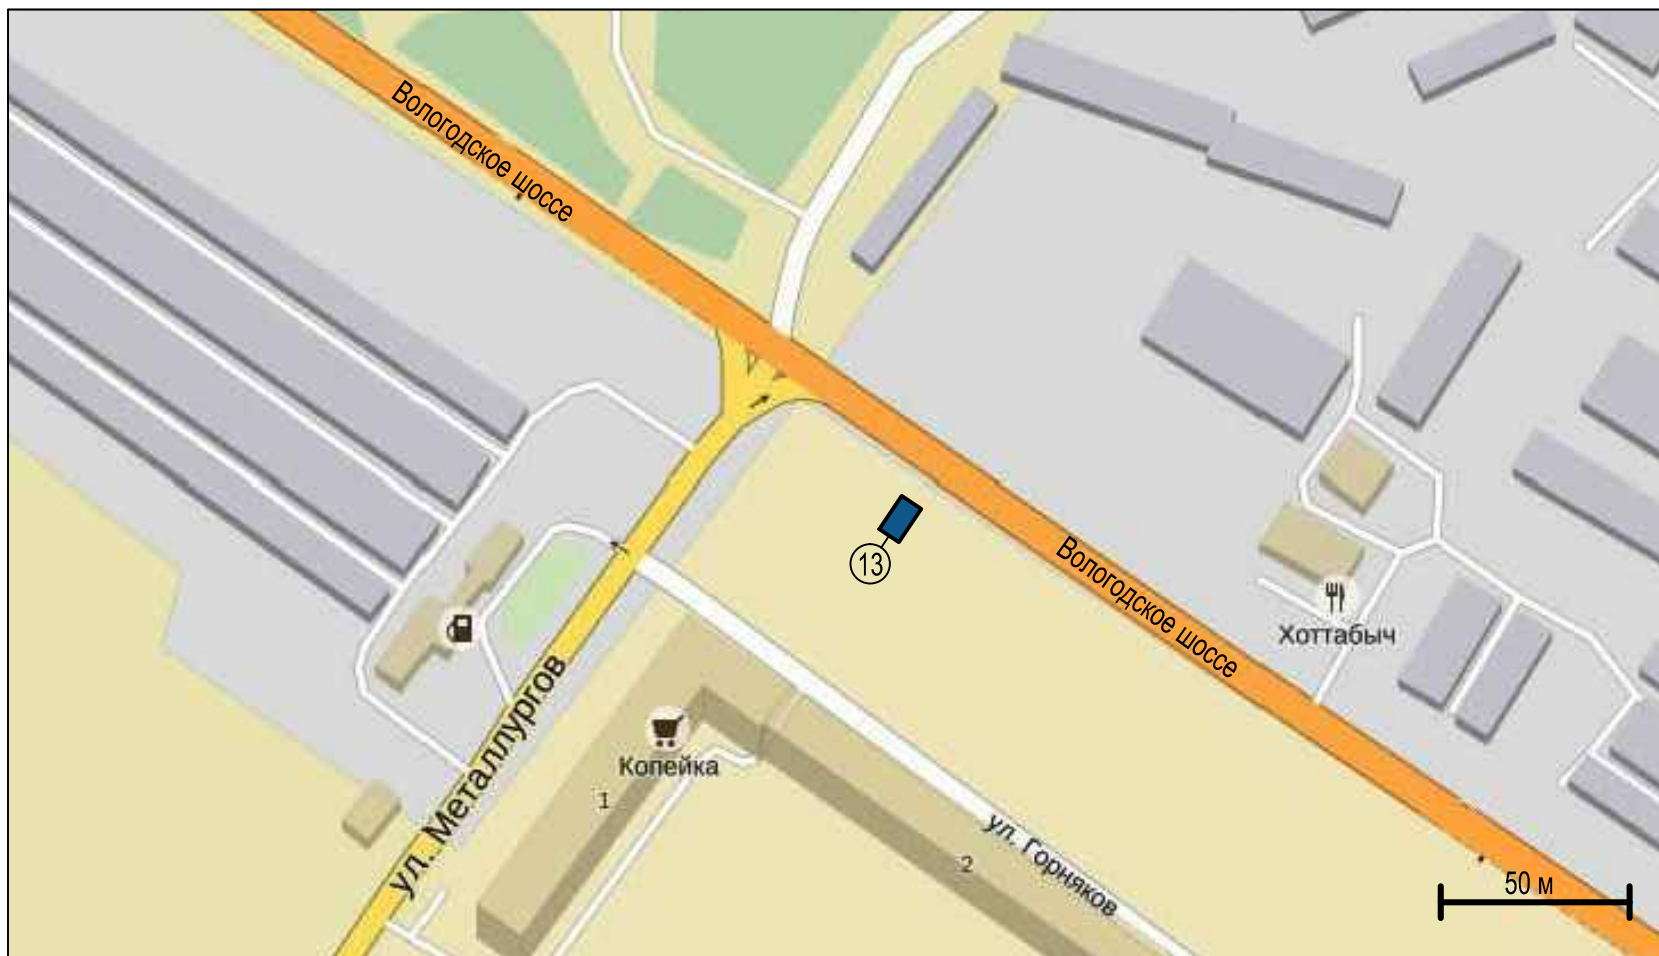 Вологодское шоссе
13
Вологодское шоссе
Хоттабыч
ул. Металлургов
Копейка
1
2
ул. Горняков
50 м